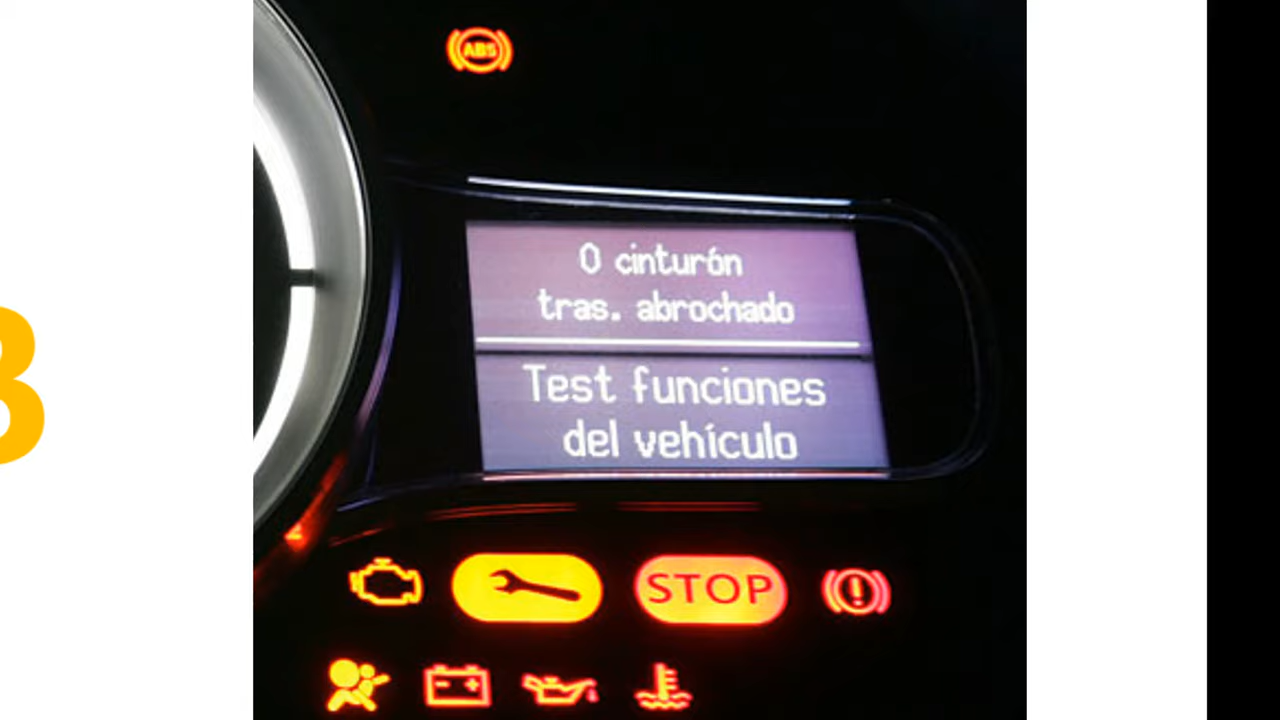 ABS
0 cinturón
tras. abrochado
Test funciones
del vehículo
STOP